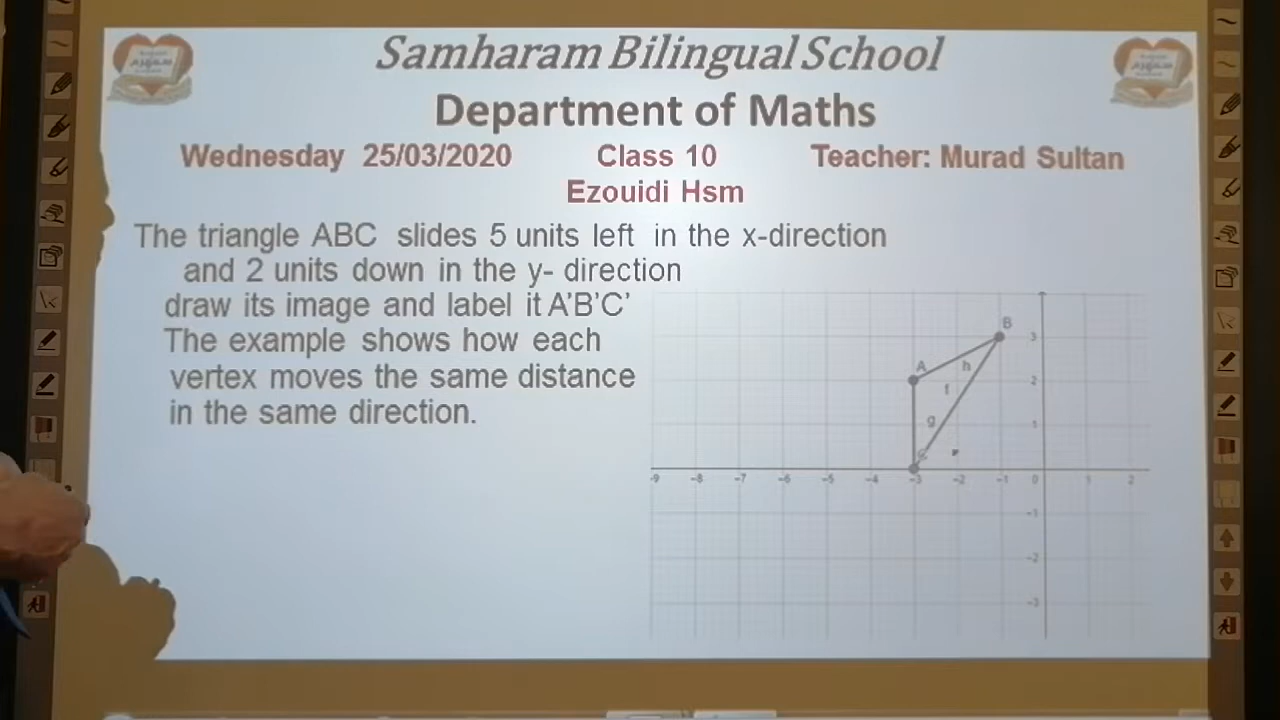 Samharam Bilingual School
Department of Maths
Wednesday 25/03/2020 Class 10 Teacher: Murad Sultan
Ezouidi Hsm
The triangle ABC slides 5 units left in the x-direction
and 2 units down in the y- direction
draw its image and label it A'B'C'
The example shows how each
vertex moves the same distance
in the same direction.
B
3
A
h
2
f
g
1
C
-9 -8 -7 -6 -5 -4 -3 -2 -1 0 1 2
-1
-2
-3